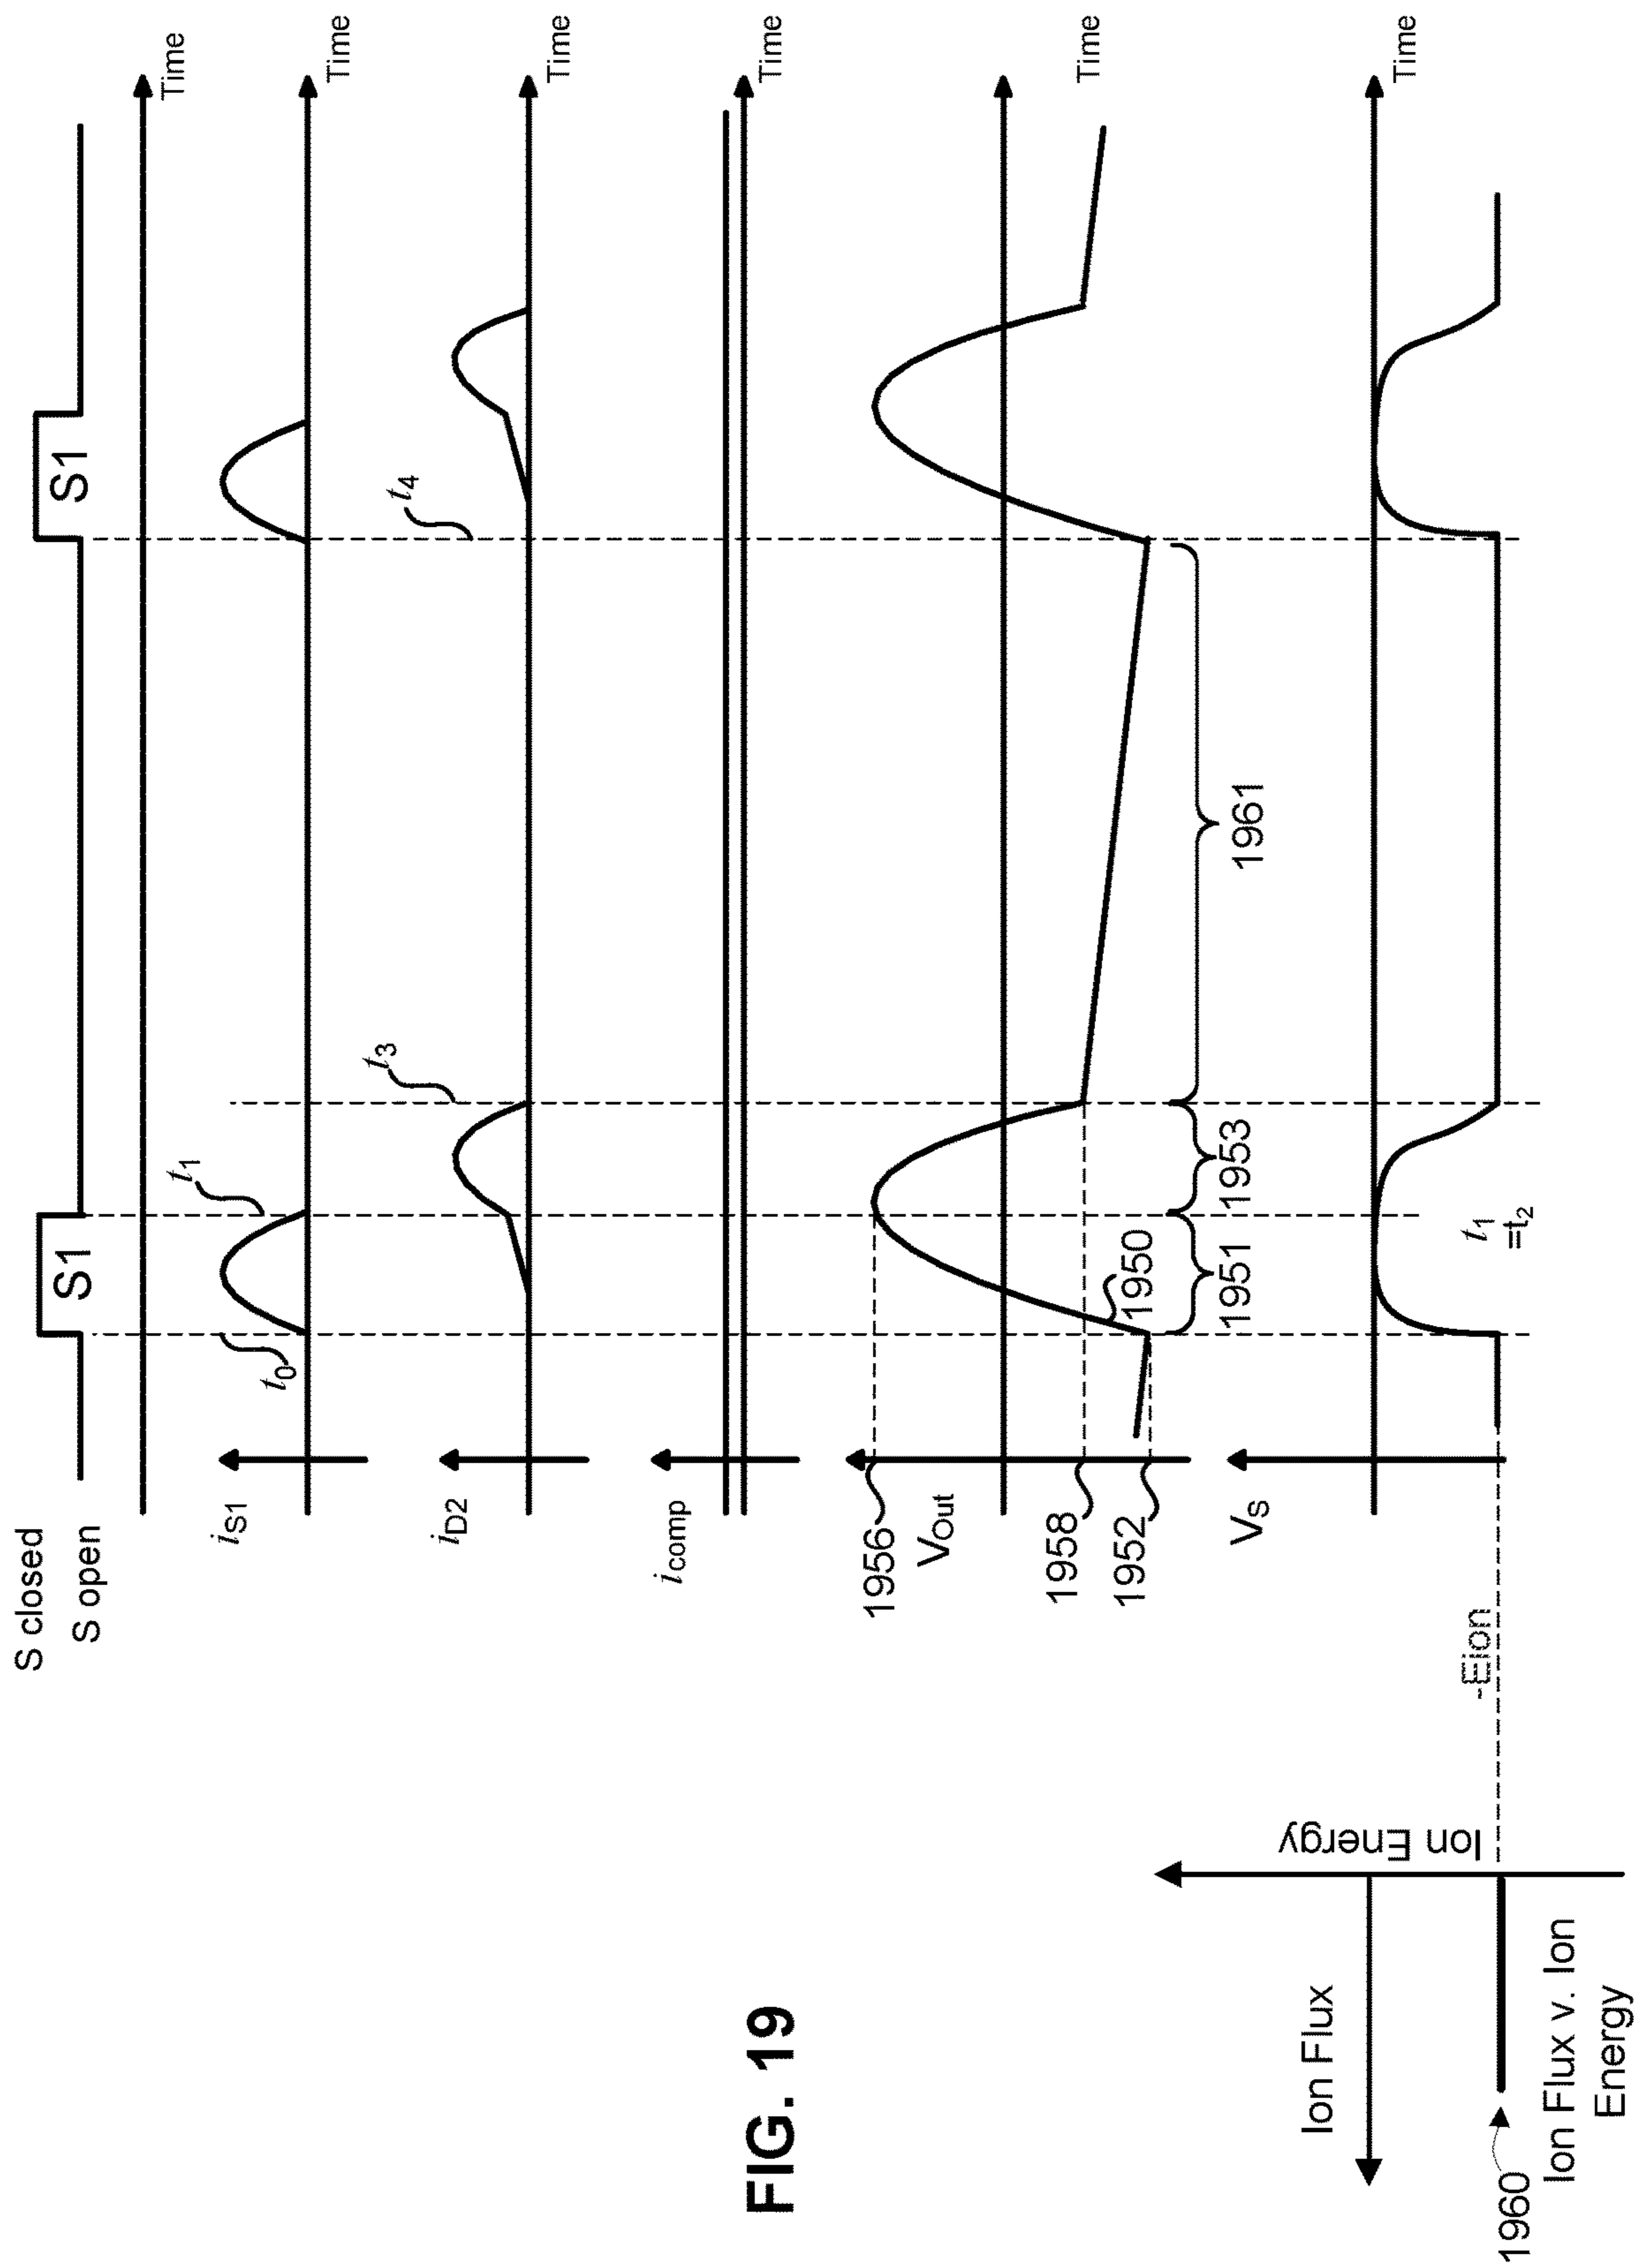 S closed
S open
S1
S1
Time
iS1
t0
t1
Time
iD2
t3
t4
Time
icomp
Time
1956
VOut
1958
1952
1950
1951
1953
1961
Time
VS
t1
=t2
Time
-Eion
Ion Energy
Ion Flux
Ion Flux v. Ion
Energy
1960
FIG. 19